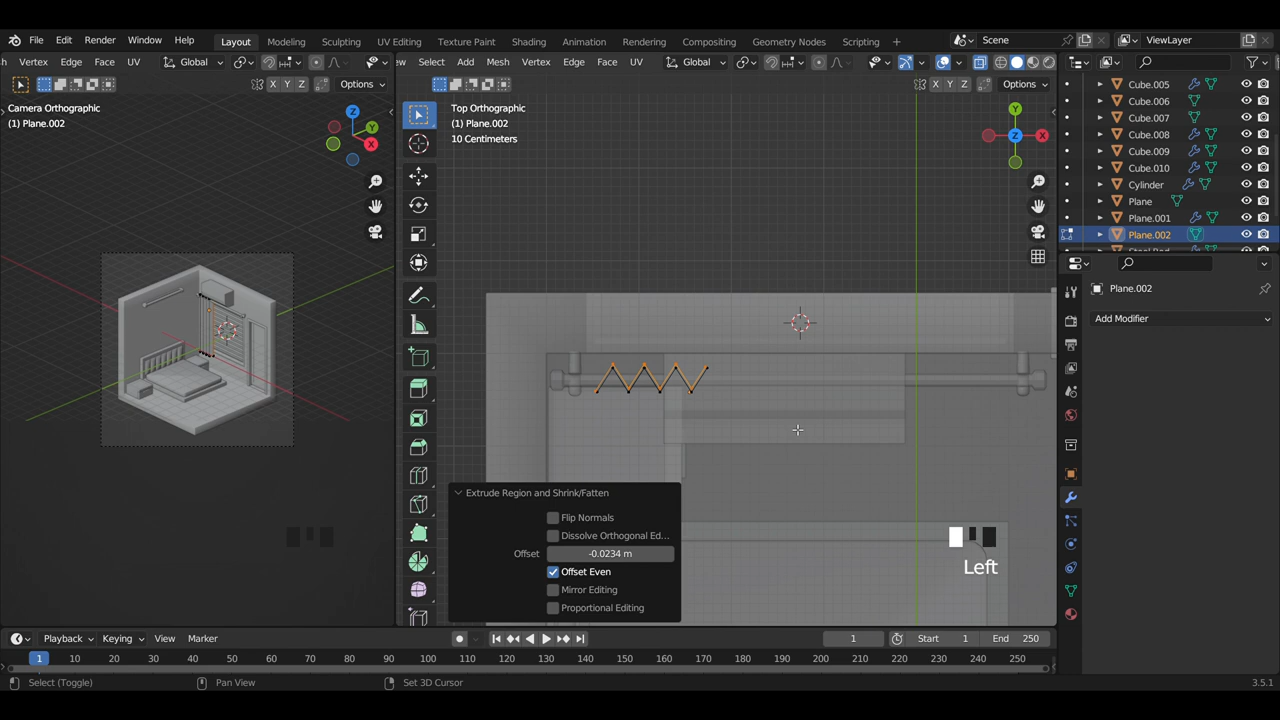 File Edit Render Window Help Layout Modeling Sculpting UV Editing Texture Paint Shading Animation Rendering Compositing Geometry Nodes Scripting Scene ViewLayer
Vertex Edge Face UV Global Select Add Mesh Vertex Edge Face UV Global
X Y Z Options X Y Z Options
Camera Orthographic
(1) Plane.002
Z
Y
X
Top Orthographic
(1) Plane.002
10 Centimeters
Y
Z
X
Cube.005
Cube.006
Cube.007
Cube.008
Cube.009
Cube.010
Cylinder
Plane
Plane.001
Plane.002
Plane.002
Add Modifier
Extrude Region and Shrink/Fatten
Flip Normals
Dissolve Orthogonal Ed...
Offset -0.0234 m
Offset Even
Mirror Editing
Proportional Editing
Left
Playback Keying View Marker 1 Start 1 End 250
1 10 20 30 40 50 60 70 80 90 100 110 120 130 140 150 160 170 180 190 200 210 220 230 240 250
Select (Toggle) Pan View Set 3D Cursor 3.5.1